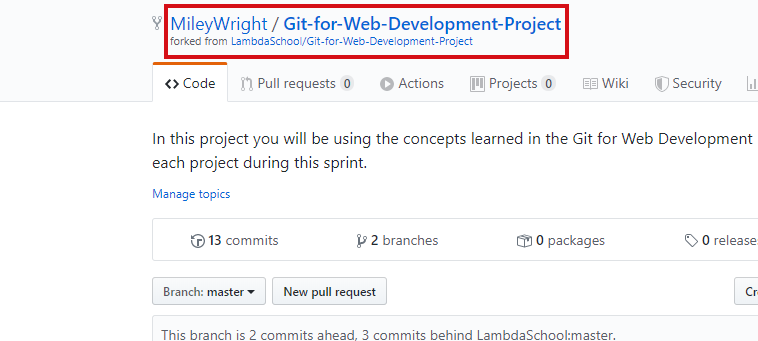 MileyWright / Git-for-Web-Development-Project
forked from LambdaSchool/Git-for-Web-Development-Project
Code Pull requests 0 Actions Projects 0 Wiki Security
In this project you will be using the concepts learned in the Git for Web Development
each project during this sprint.
Manage topics
13 commits 2 branches 0 packages 0 release
Branch: master New pull request
This branch is 2 commits ahead, 3 commits behind LambdaSchool:master.